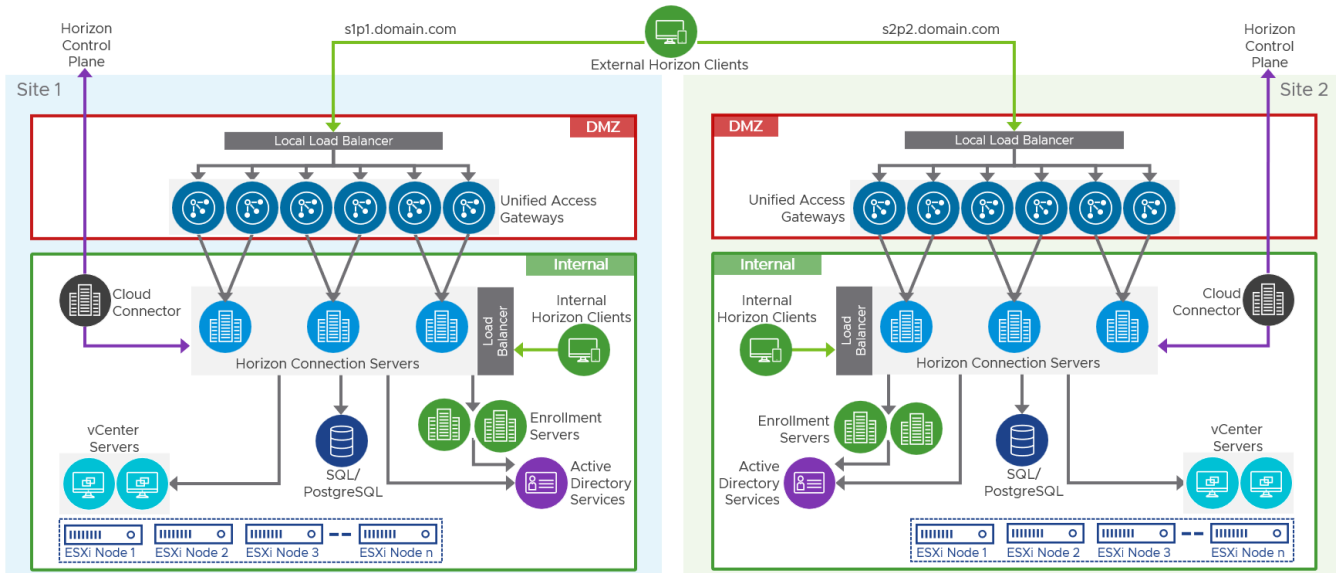 Horizon
Control
Plane
s1p1.domain.com
s2p2.domain.com
Horizon
Control
Plane
External Horizon Clients
Site 1
Site 2
DMZ
Local Load Balancer
Unified Access
Gateways
DMZ
Local Load Balancer
Unified Access
Gateways
Internal
Cloud
Connector
Internal
Horizon Clients
Load
Balancer
Horizon Connection Servers
vCenter
Servers
SQL/
PostgreSQL
Enrollment
Servers
Active
Directory
Services
ESXi Node 1
ESXi Node 2
ESXi Node 3
ESXi Node n
Internal
Internal
Horizon Clients
Load
Balancer
Cloud
Connector
Horizon Connection Servers
Enrollment
Servers
Active
Directory
Services
SQL/
PostgreSQL
vCenter
Servers
ESXi Node 1
ESXi Node 2
ESXi Node 3
ESXi Node n